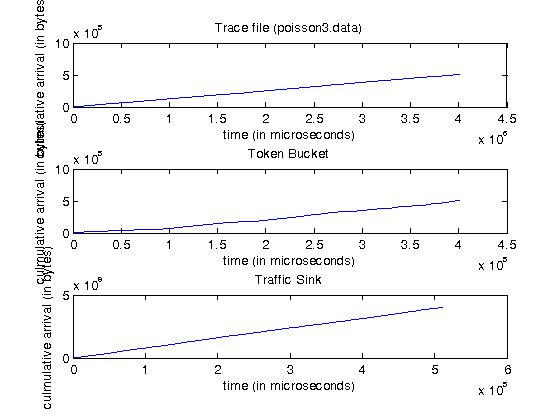 Trace file (poisson3.data)
x 10^5
10
5
0
culmulative arrival (in bytes)
0 0.5 1 1.5 2 2.5 3 3.5 4 4.5
time (in microseconds)
x 10^5
Token Bucket
x 10^5
10
5
0
culmulative arrival (in bytes)
0 0.5 1 1.5 2 2.5 3 3.5 4 4.5
time (in microseconds)
x 10^5
Traffic Sink
x 10
5
0
culmulative arrival (in bytes)
0 1 2 3 4 5 6
time (in microseconds)
x 10^5